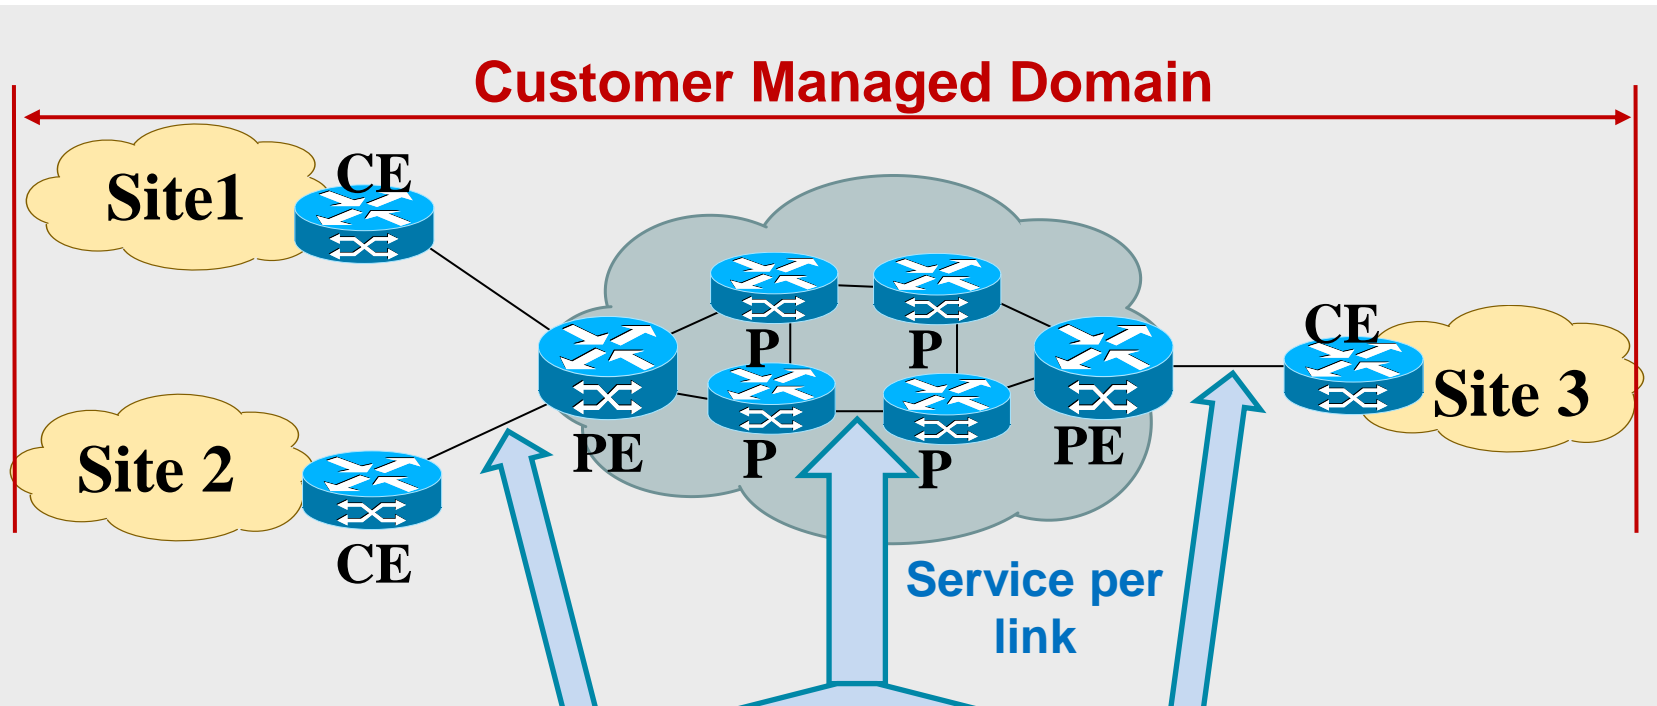 Customer Managed Domain
CE
Site1
CE
Site 3
P
P
PE
PE
P
P
Site 2
CE
Service per
link